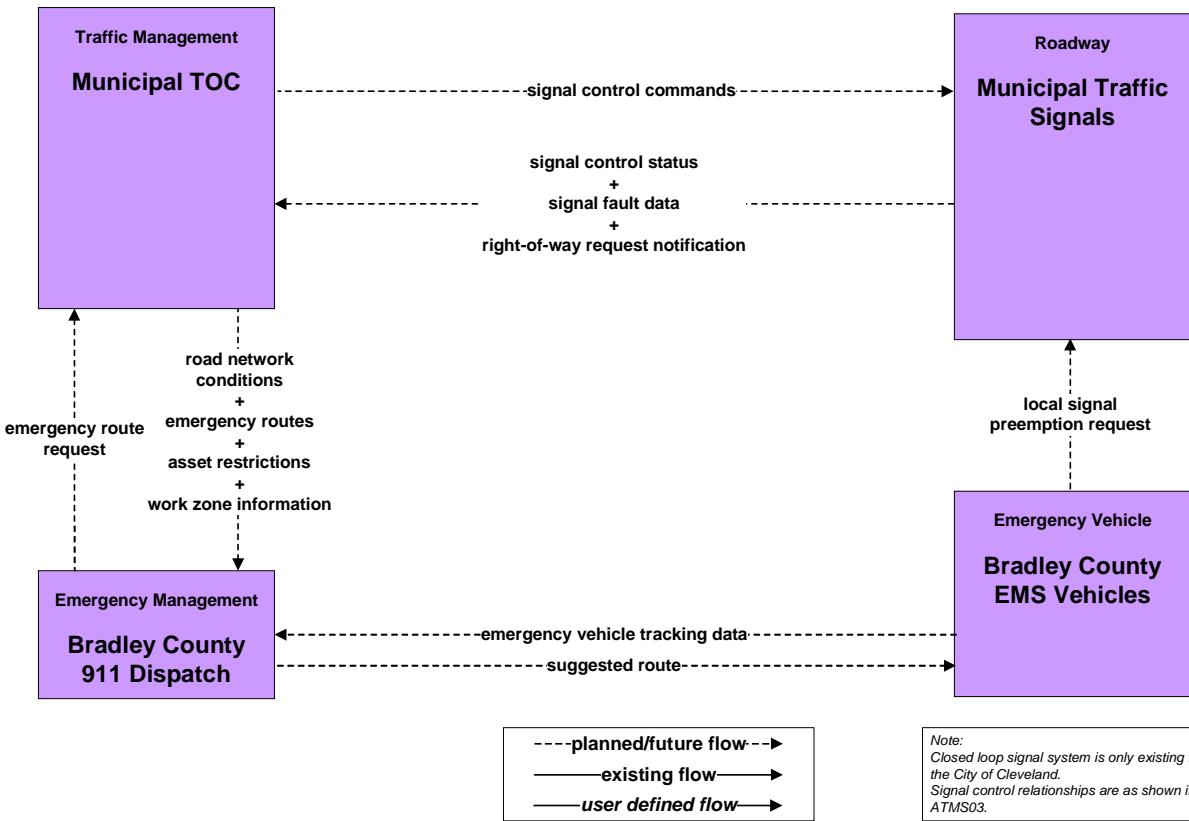 Traffic Management
Municipal TOC
Roadway
Municipal Traffic
Signals
signal control commands
signal control status
+
signal fault data
+
right-of-way request notification
emergency route
request
road network
conditions
+
emergency routes
+
asset restrictions
+
work zone information
local signal
preemption request
Emergency Management
Bradley County
911 Dispatch
Emergency Vehicle
Bradley County
EMS Vehicles
emergency vehicle tracking data
suggested route
planned/future flow
existing flow
user defined flow
Note:
Closed loop signal system is only existing
the City of Cleveland.
Signal control relationships are as shown
ATMS03.